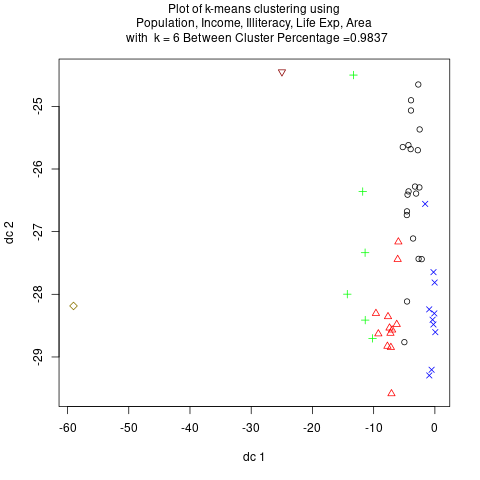 Plot of k-means clustering using
Population, Income, Illiteracy, Life Exp, Area
with  k = 6 Between Cluster Percentage =0.9837
-25
-26
-27
-28
-29
dc 2
-60
-50
-40
-30
-20
-10
0
dc 1